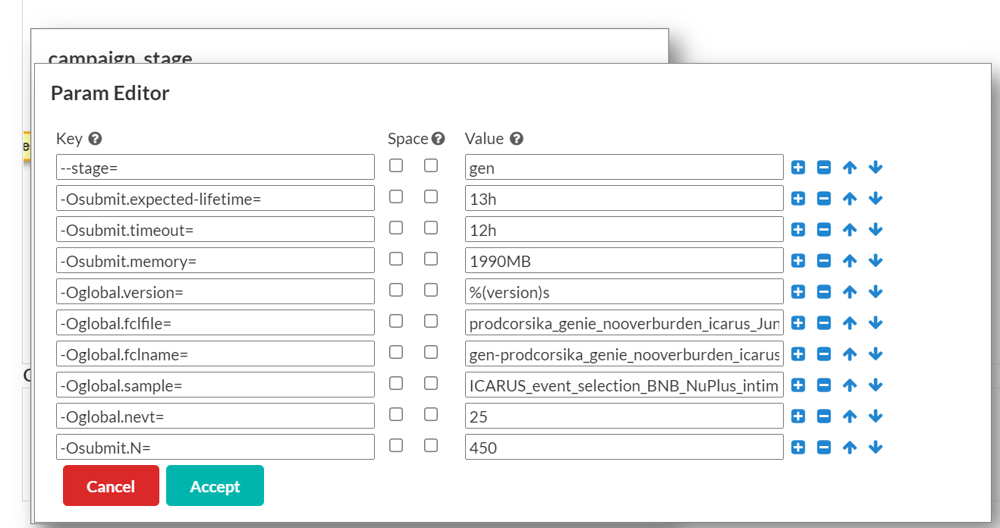 campaign_stage
Param Editor
Key Space Value
--stage= gen
-Osubmit.expected-lifetime= 13h
-Osubmit.timeout= 12h
-Osubmit.memory= 1990MB
-Oglobal.version= %(version)s
-Oglobal.fclfile= prodcorsika_genie_nooverburden_icarus_Jun
-Oglobal.fclname= gen-prodcorsika_genie_nooverburden_icarus
-Oglobal.sample= ICARUS_event_selection_BNB_NuPlus_intim
-Oglobal.nevt= 25
-Osubmit.N= 450
Cancel Accept